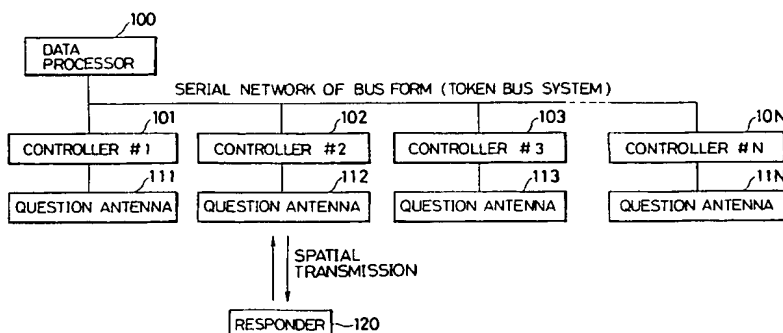 100
DATA
PROCESSOR
SERIAL NETWORK OF BUS FORM (TOKEN BUS SYSTEM)
101 102 103 10N
CONTROLLER #1 CONTROLLER #2 CONTROLLER #3 CONTROLLER #N
111 112 113 11N
QUESTION ANTENNA QUESTION ANTENNA QUESTION ANTENNA QUESTION ANTENNA
SPATIAL
TRANSMISSION
RESPONDER 120